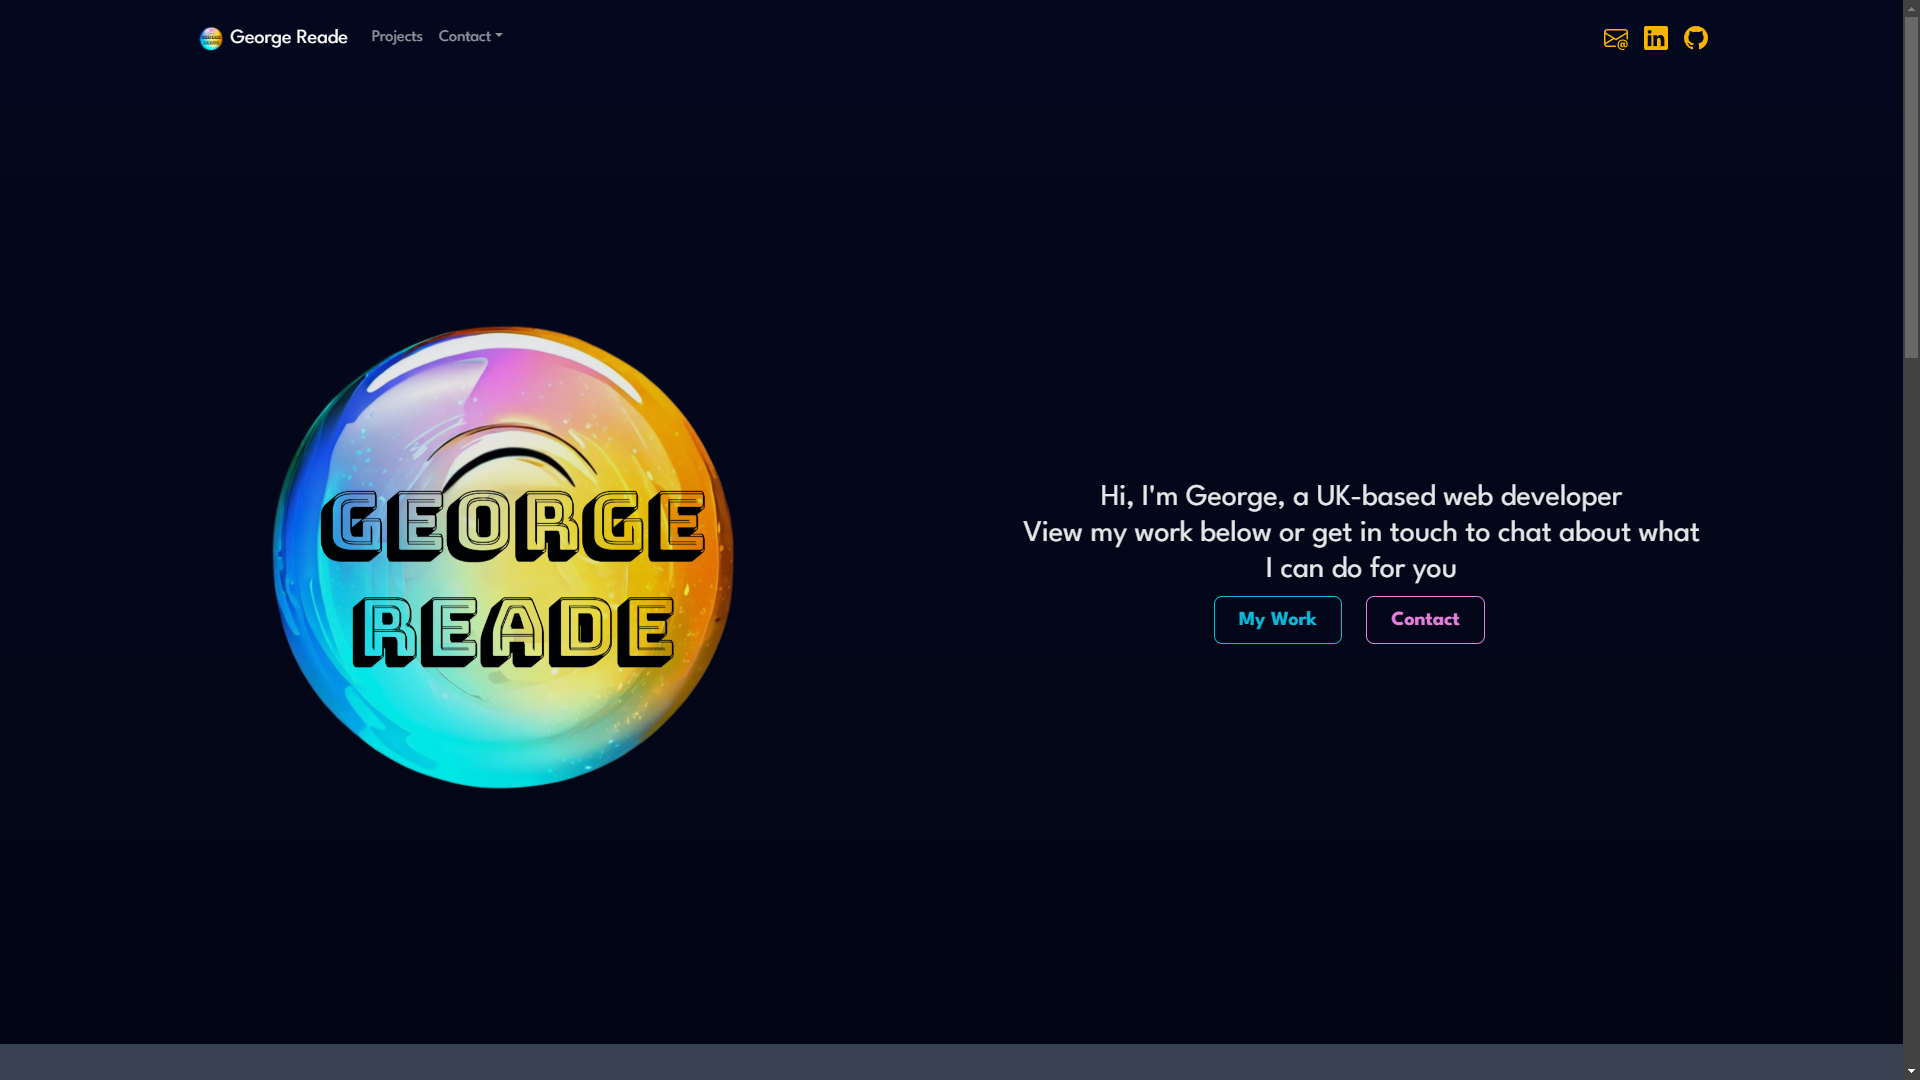 George Reade
Projects
Contact
GEORGE
READE
Hi, I'm George, a UK-based web developer
View my work below or get in touch to chat about what
I can do for you
My Work
Contact